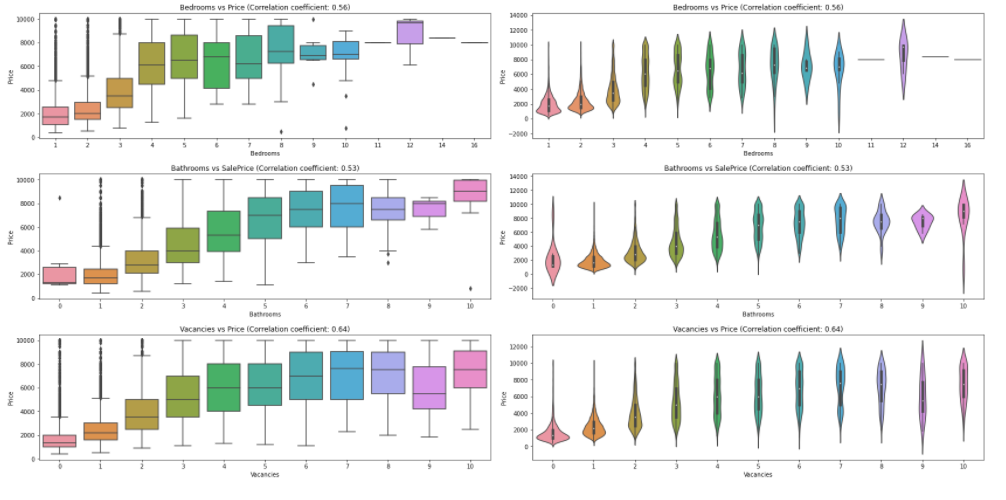 Bedrooms vs Price (Correlation coefficient: 0.56)
Price
10000
8000
6000
4000
2000
0
1 2 3 4 5 6 7 8 9 10 11 12 14 16
Bedrooms
Bedrooms vs Price (Correlation coefficient: 0.56)
Price
14000
12000
10000
8000
6000
4000
2000
0
−2000
1 2 3 4 5 6 7 8 9 10 11 12 14 16
Bedrooms
Bathrooms vs SalePrice (Correlation coefficient: 0.53)
Price
10000
8000
6000
4000
2000
0
0 1 2 3 4 5 6 7 8 9 10
Bathrooms
Bathrooms vs SalePrice (Correlation coefficient: 0.53)
Price
14000
12000
10000
8000
6000
4000
2000
0
−2000
0 1 2 3 4 5 6 7 8 9 10
Bathrooms
Vacancies vs Price (Correlation coefficient: 0.64)
Price
10000
8000
6000
4000
2000
0
0 1 2 3 4 5 6 7 8 9 10
Vacancies
Vacancies vs Price (Correlation coefficient: 0.64)
Price
12000
10000
8000
6000
4000
2000
0
0 1 2 3 4 5 6 7 8 9 10
Vacancies